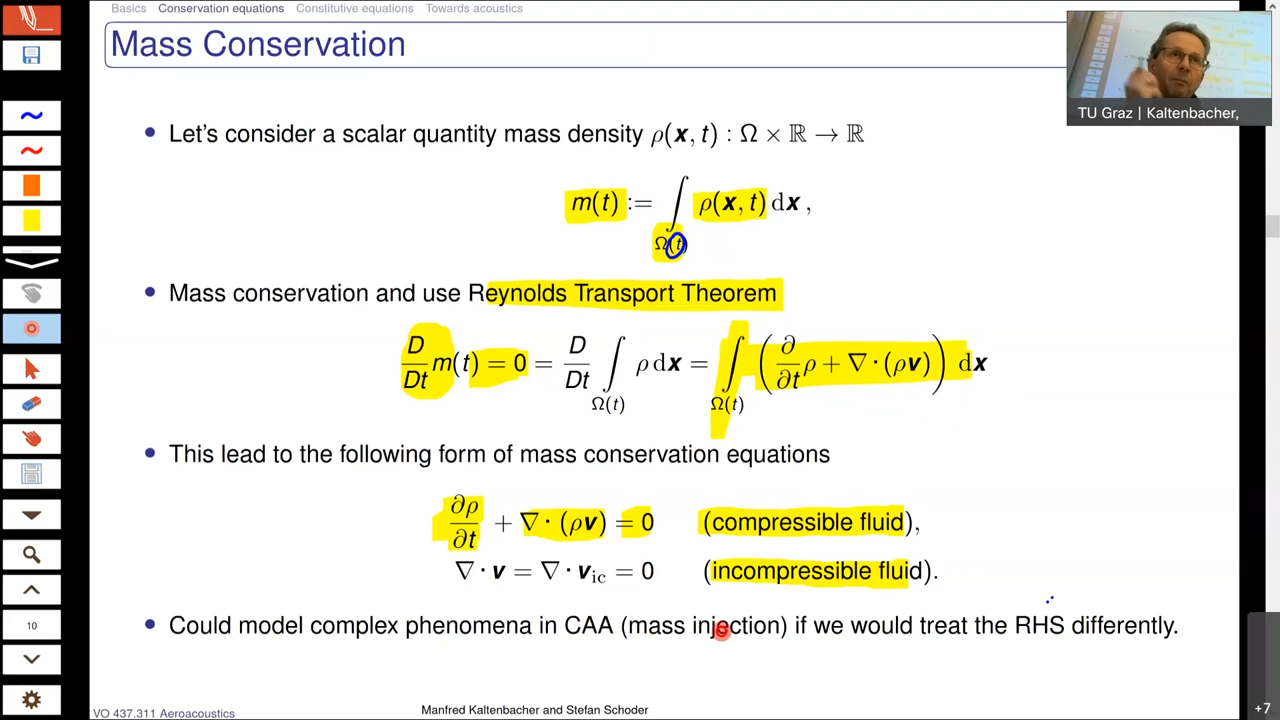 Basics Conservation equations Constitutive equations Towards acoustics
Mass Conservation
TU Graz | Kaltenbacher,
• Let's consider a scalar quantity mass density ρ(x, t) : Ω × ℝ → ℝ
m(t) := ∫_{Ω(t)} ρ(x, t) dx ,
• Mass conservation and use Reynolds Transport Theorem
D/Dt m(t) = 0 = D/Dt ∫_{Ω(t)} ρ dx = ∫_{Ω(t)} ( ∂/∂t ρ + ∇ · (ρv) ) dx
• This lead to the following form of mass conservation equations
∂ρ/∂t + ∇ · (ρv) = 0 (compressible fluid),
∇ · v = ∇ · v_ic = 0 (incompressible fluid).
• Could model complex phenomena in CAA (mass injection) if we would treat the RHS differently.
10
VO 437.311 Aeroacoustics Manfred Kaltenbacher and Stefan Schoder
+7